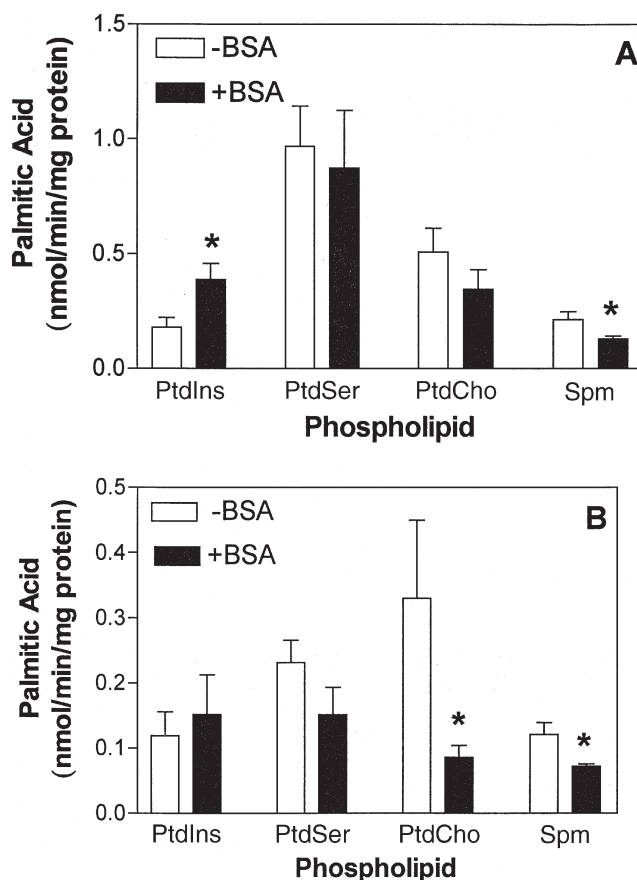 A
-BSA
+BSA
Palmitic Acid
(nmol/min/mg protein)
1.5
1.0
0.5
0.0
*
*
PtdIns PtdSer PtdCho Spm
Phospholipid
B
-BSA
+BSA
Palmitic Acid
(nmol/min/mg protein)
0.5
0.4
0.3
0.2
0.1
0.0
*
*
PtdIns PtdSer PtdCho Spm
Phospholipid